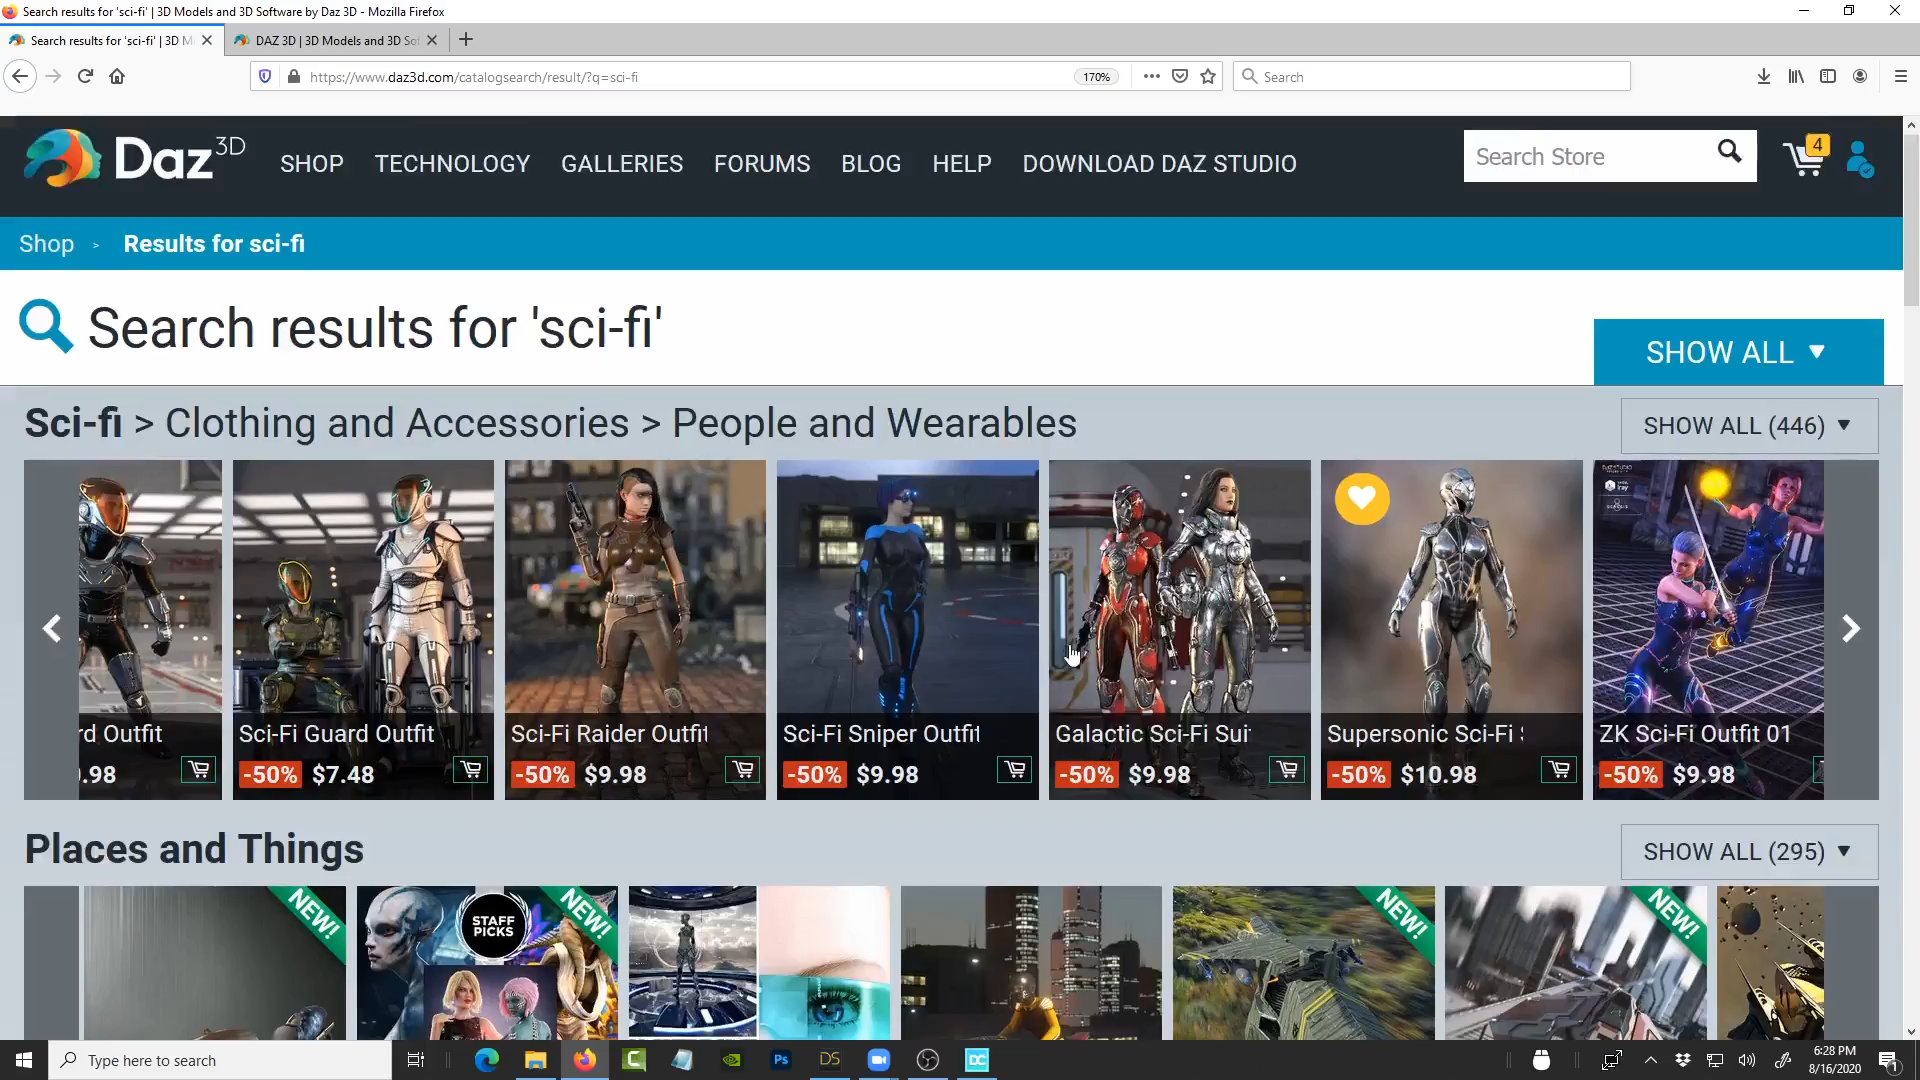 Search results for 'sci-fi' | 3D Models and 3D Software by Daz 3D - Mozilla Firefox
Search results for 'sci-fi' | 3D M
DAZ 3D | 3D Models and 3D So
https://www.daz3d.com/catalogsearch/result/?q=sci-fi
170%
Search
Daz 3D
SHOP
TECHNOLOGY
GALLERIES
FORUMS
BLOG
HELP
DOWNLOAD DAZ STUDIO
Search Store
4
Shop > Results for sci-fi
Search results for 'sci-fi'
SHOW ALL
Sci-fi > Clothing and Accessories > People and Wearables
SHOW ALL (446)
rd Outfit
.98
Sci-Fi Guard Outfit
-50% $7.48
Sci-Fi Raider Outfit
-50% $9.98
Sci-Fi Sniper Outfit
-50% $9.98
Galactic Sci-Fi Sui
-50% $9.98
Supersonic Sci-Fi
-50% $10.98
ZK Sci-Fi Outfit 01
-50% $9.98
Places and Things
SHOW ALL (295)
NEW!
STAFF
PICKS
NEW!
NEW!
NEW!
Type here to search
Ps
DS
DC
6:28 PM
8/16/2020
1